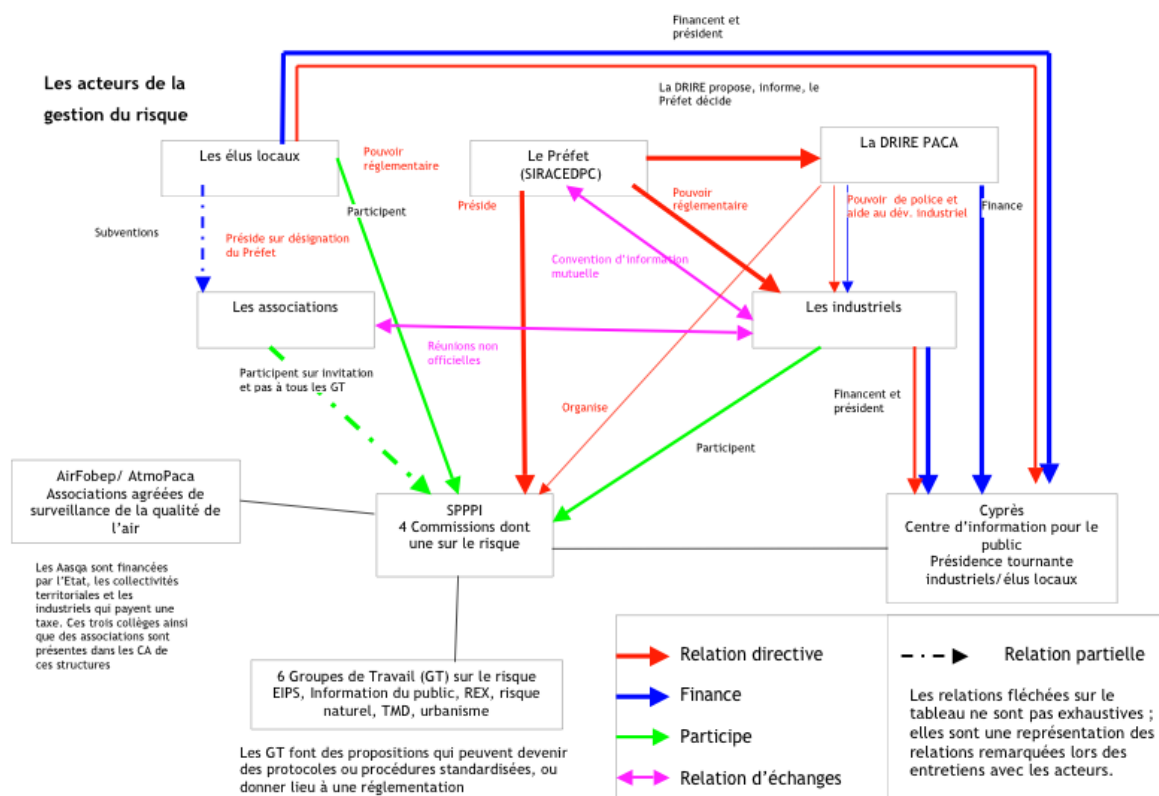 Financent et
président
Les acteurs de la
gestion du risque
La DRIRE propose, informe, le
Préfet décide
Les élus locaux
Pouvoir
réglementaire
Le Préfet
(SIRACEDPC)
La DRIRE PACA
Participent
Préside
Pouvoir
réglementaire
Pouvoir de police et
aide au dév. industriel
Finance
Subventions
Préside sur désignation
du Préfet
Convention d'information
mutuelle
Les associations
Les industriels
Réunions non
officielles
Participent sur invitation
et pas à tous les GT
Organise
Financent et
président
Participent
AirFobep/ AtmoPaca
Associations agréées de
surveillance de la qualité de
l'air
SPPPI
4 Commissions dont
une sur le risque
Cyprès
Centre d'information pour le
public
Présidence tournante
industriels/élus locaux
Les Aasqa sont financées
par l'Etat, les collectivités
territoriales et les
industriels qui payent une
taxe. Ces trois collèges ainsi
que des associations sont
présentes dans les CA de
ces structures
6 Groupes de Travail (GT) sur le risque
EIPS, Information du public, REX, risque
naturel, TMD, urbanisme
Les GT font des propositions qui peuvent devenir
des protocoles ou procédures standardisées, ou
donner lieu à une réglementation
Relation directive
Finance
Participe
Relation d'échanges
Relation partielle
Les relations fléchées sur le
tableau ne sont pas exhaustives ;
elles sont une représentation des
relations remarquées lors des
entretiens avec les acteurs.